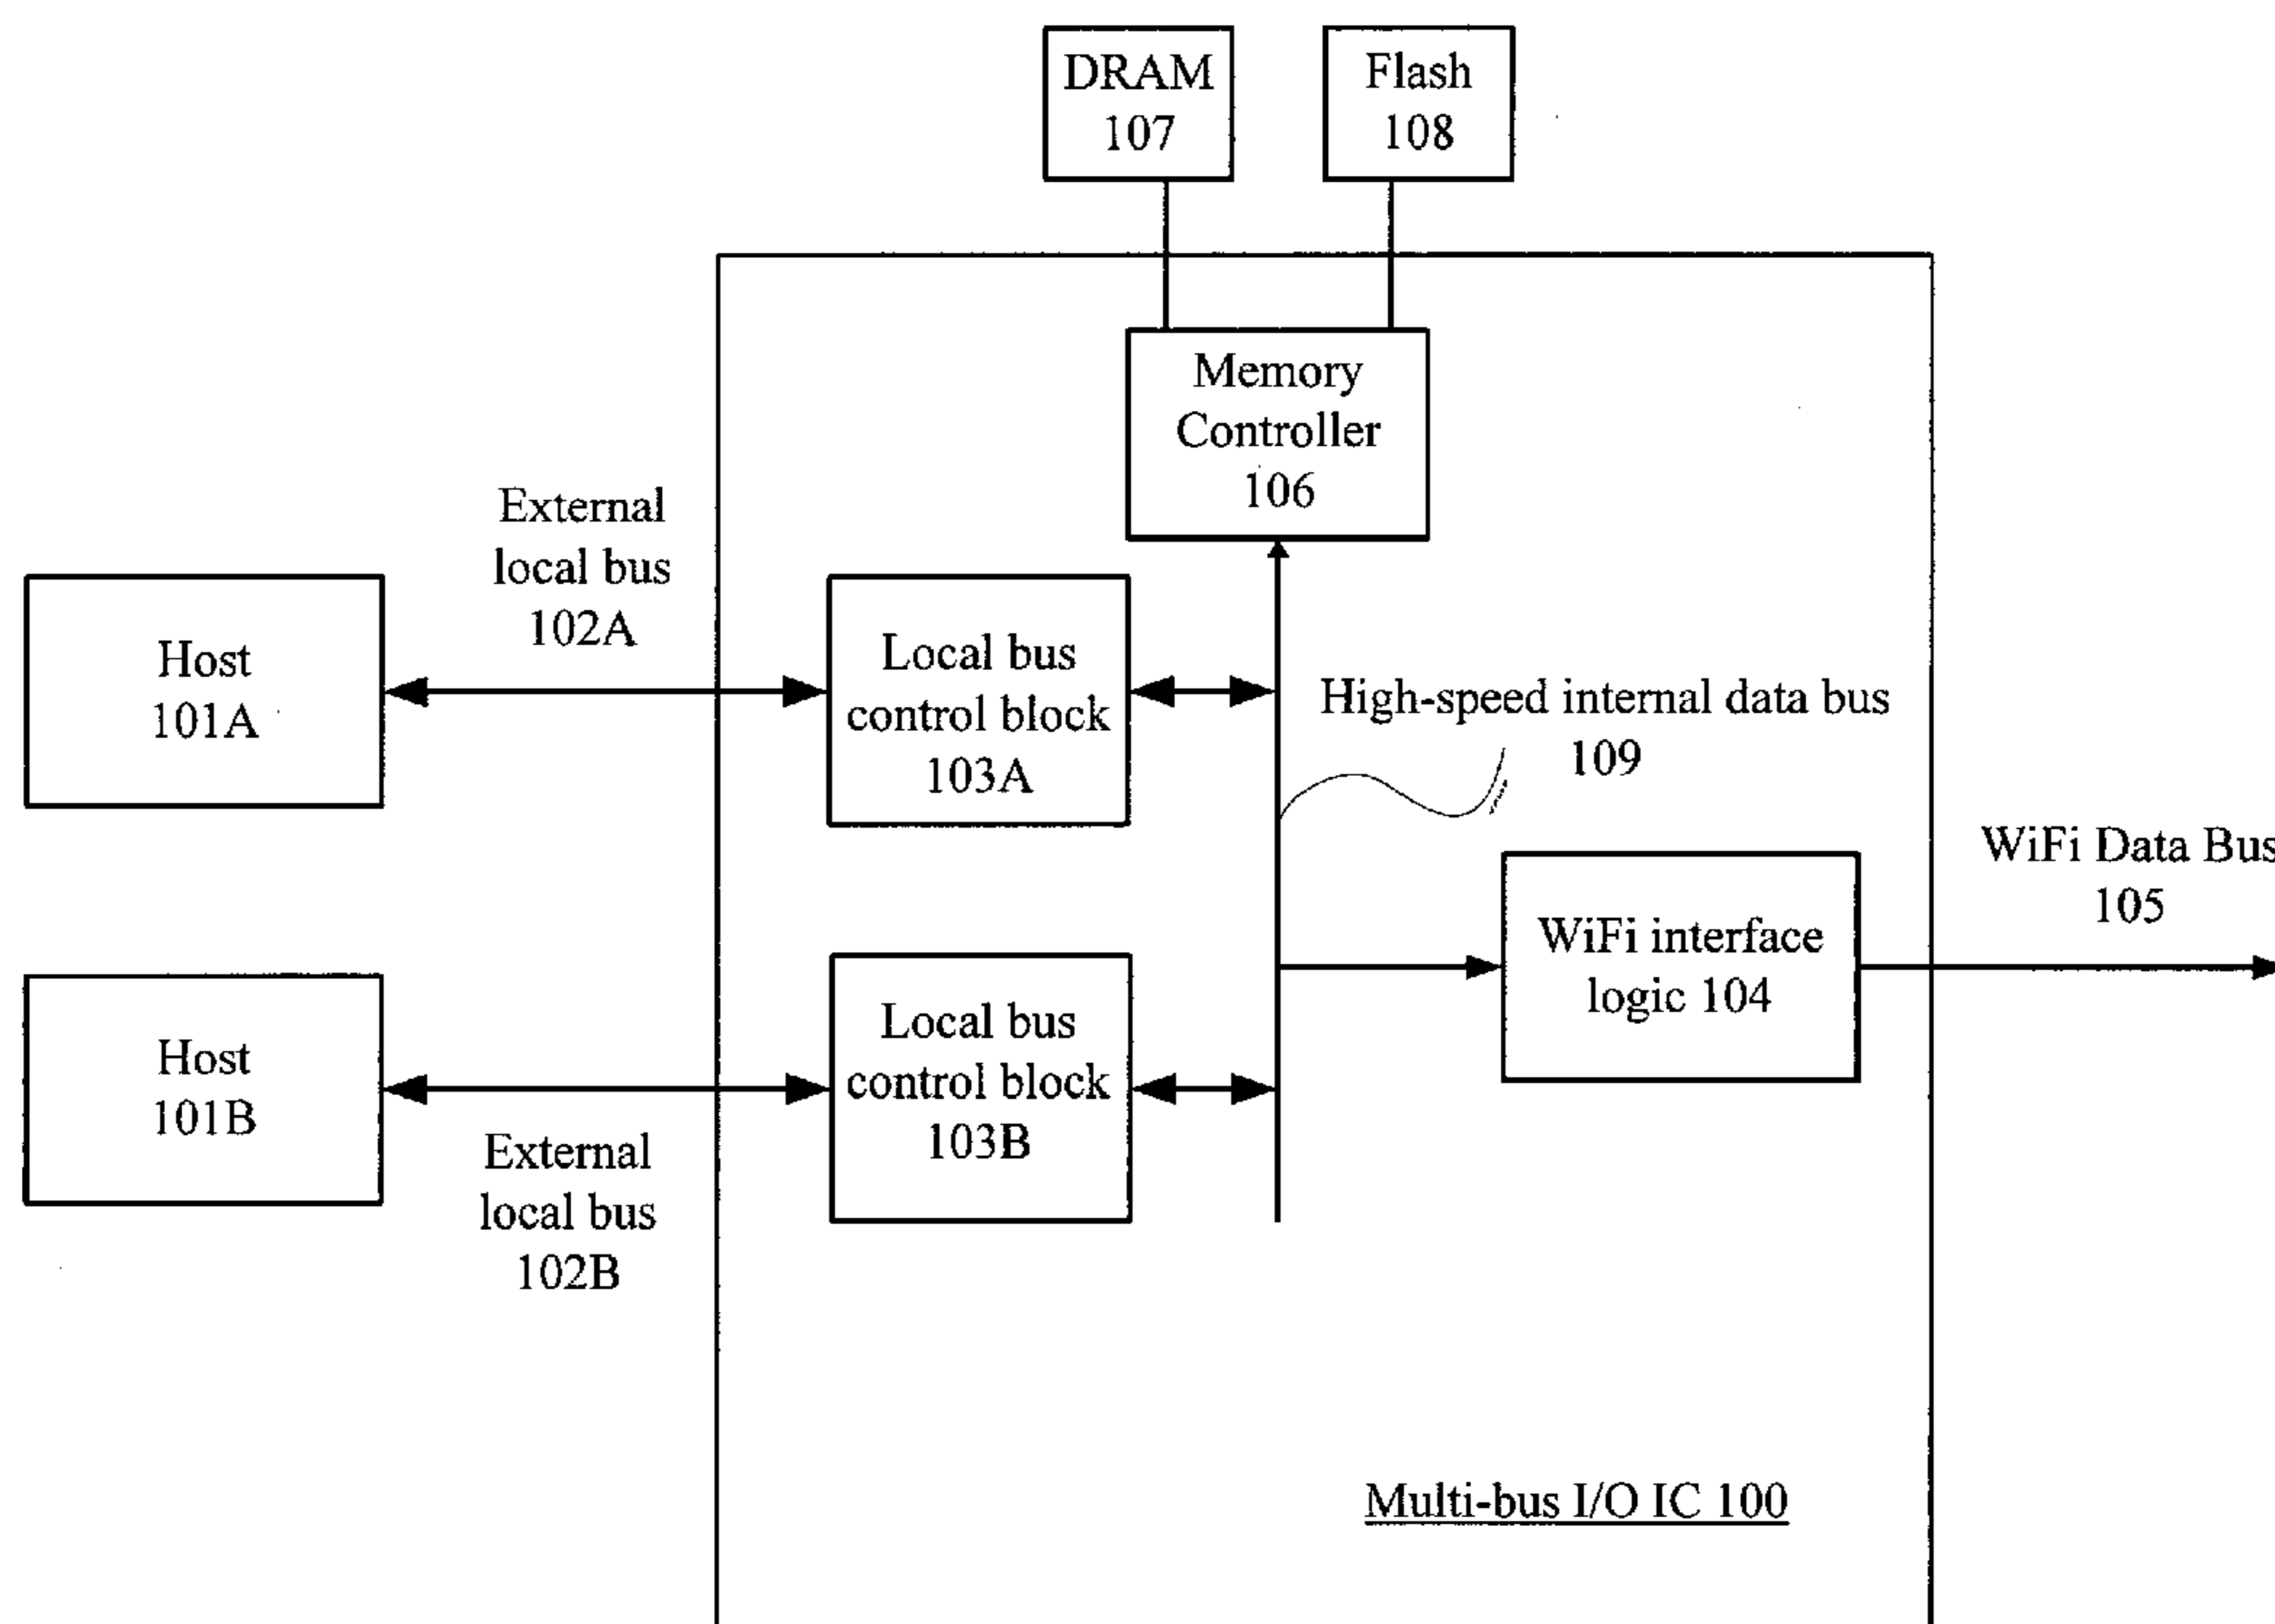 DRAM
107
Flash
108
Memory
Controller
106
External
local bus
102A
Host
101A
Local bus
control block
103A
High-speed internal data bus
109
WiFi Data Bus
105
WiFi interface
logic 104
Host
101B
Local bus
control block
103B
External
local bus
102B
Multi-bus I/O IC 100